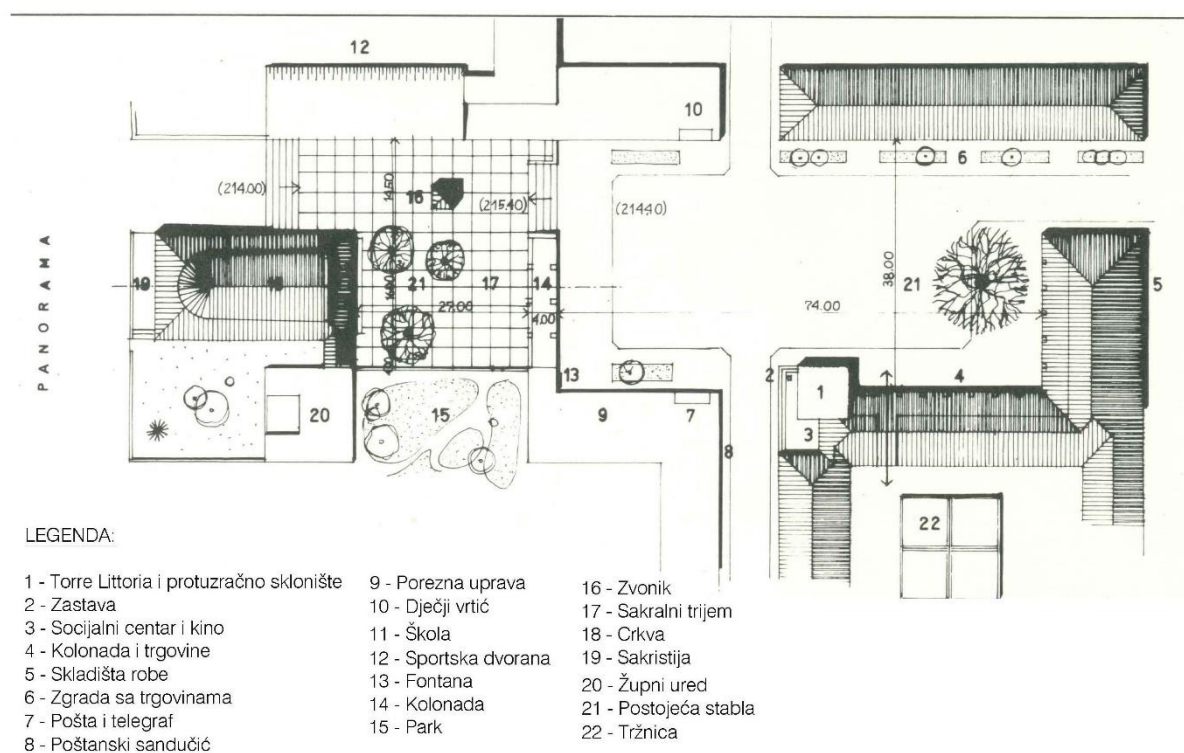 12
10
6
(214.00)
14.50
16
(215.40)
(21440)
PANORAMA
19
18
16.00
21
17
14
27.00
4.00
38.00
21
74.00
5
13
9
7
8
2
1
4
3
20
15
22
LEGENDA:
1 - Torre Littoria i protuzračno sklonište
2 - Zastava
3 - Socijalni centar i kino
4 - Kolonada i trgovine
5 - Skladišta robe
6 - Zgrada sa trgovinama
7 - Pošta i telegraf
8 - Poštanski sandučić
9 - Porezna uprava
10 - Dječji vrtić
11 - Škola
12 - Sportska dvorana
13 - Fontana
14 - Kolonada
15 - Park
16 - Zvonik
17 - Sakralni trijem
18 - Crkva
19 - Sakristija
20 - Župni ured
21 - Postojeća stabla
22 - Tržnica